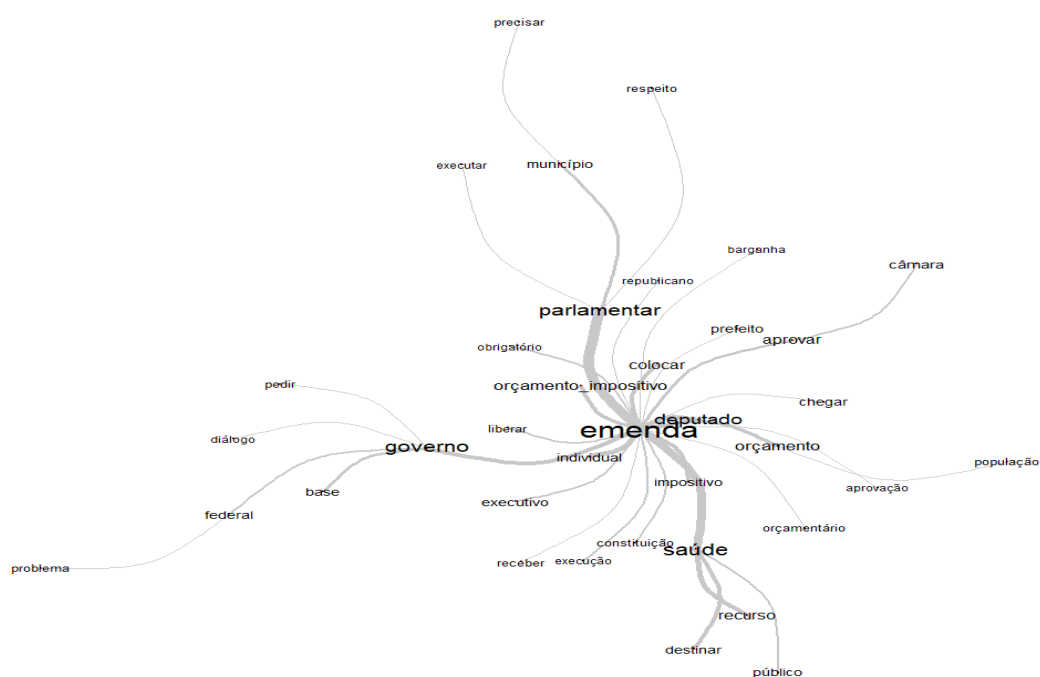 precisar
respeito
executar
município
barganha
câmara
republicano
parlamentar
prefeito
aprovar
obrigatório
colocar
pedir
orçamento_impositivo
chegar
deputado
emenda
liberar
diálogo
governo
orçamento
individual
população
impositivo
aprovação
base
executivo
federal
orçamentário
constituição
saúde
receber
execução
problema
recurso
destinar
público